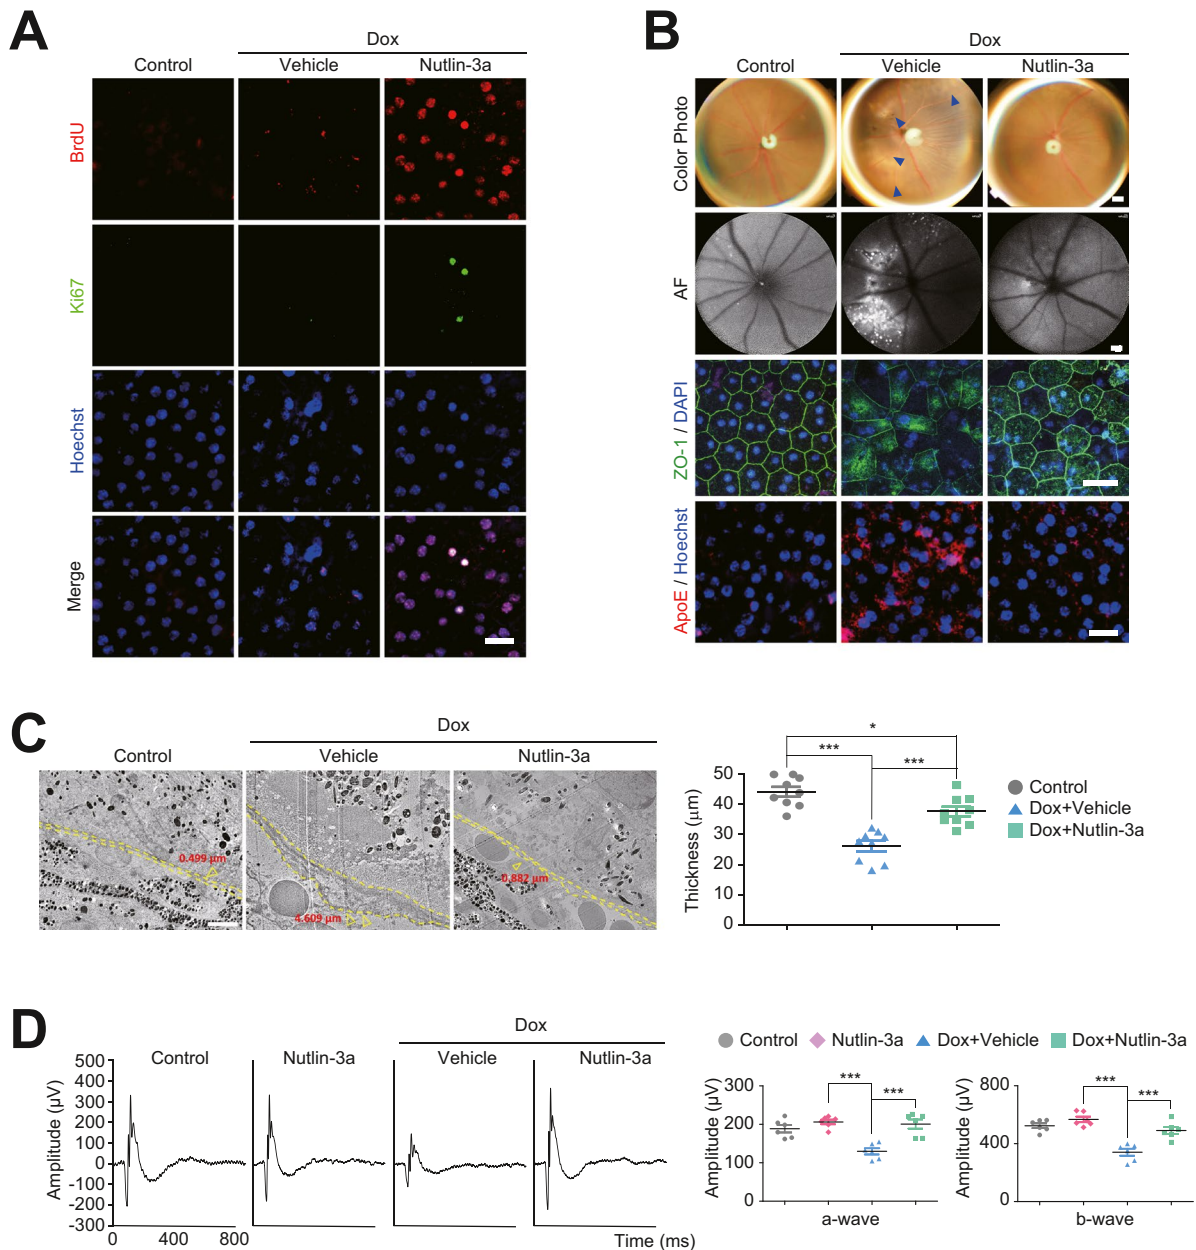 A
Dox
Control
Vehicle
Nutlin-3a
BrdU
Ki67
Hoechst
Merge
B
Dox
Control
Vehicle
Nutlin-3a
Color Photo
AF
ZO-1 / DAPI
ApoE / Hoechst
C
Dox
Control
Vehicle
Nutlin-3a
0.499 μm
4.609 μm
0.882 μm
Thickness (μm)
50
40
30
20
10
0
*
***
***
Control
Dox+Vehicle
Dox+Nutlin-3a
D
Dox
Control
Nutlin-3a
Vehicle
Nutlin-3a
Amplitude (μV)
500
400
300
200
100
0
-100
-200
-300
0
400
800
Time (ms)
Control
Nutlin-3a
Dox+Vehicle
Dox+Nutlin-3a
Amplitude (μV)
300
200
100
0
***
***
a-wave
Amplitude (μV)
800
400
0
***
***
b-wave